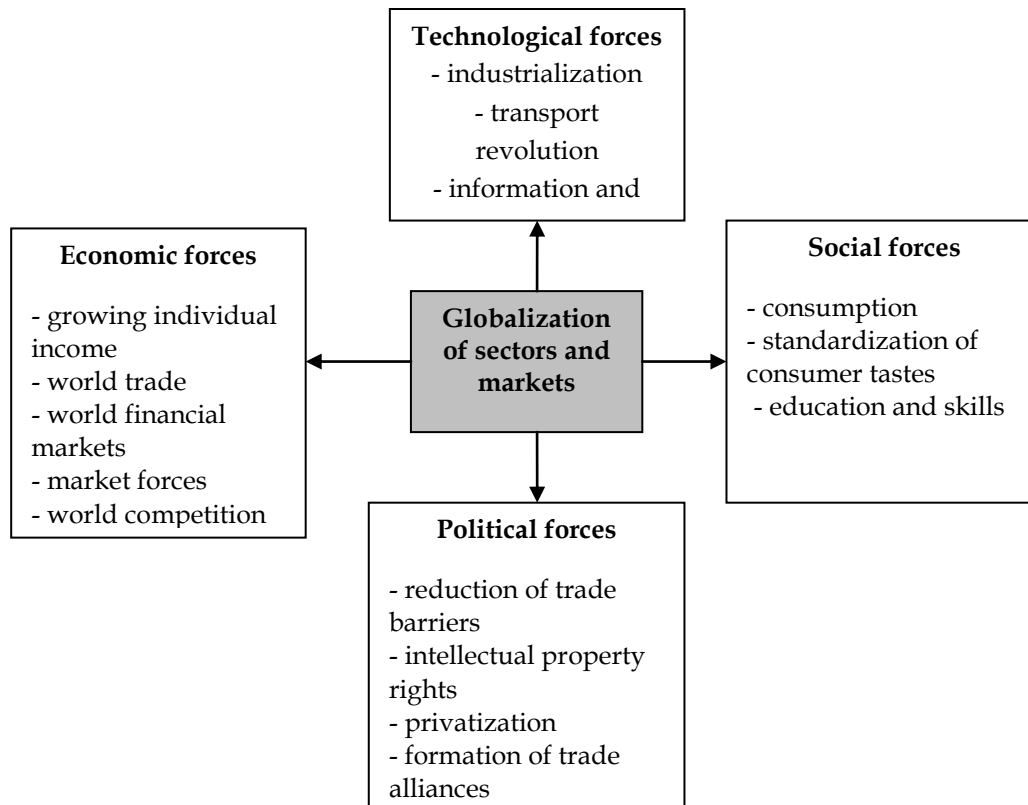 Technological forces
- industrialization
- transport
revolution
- information and
Economic forces
- growing individual
income
- world trade
- world financial
markets
- market forces
- world competition
Globalization
of sectors and
markets
Social forces
- consumption
- standardization of
consumer tastes
- education and skills
Political forces
- reduction of trade
barriers
- intellectual property
rights
- privatization
- formation of trade
alliances